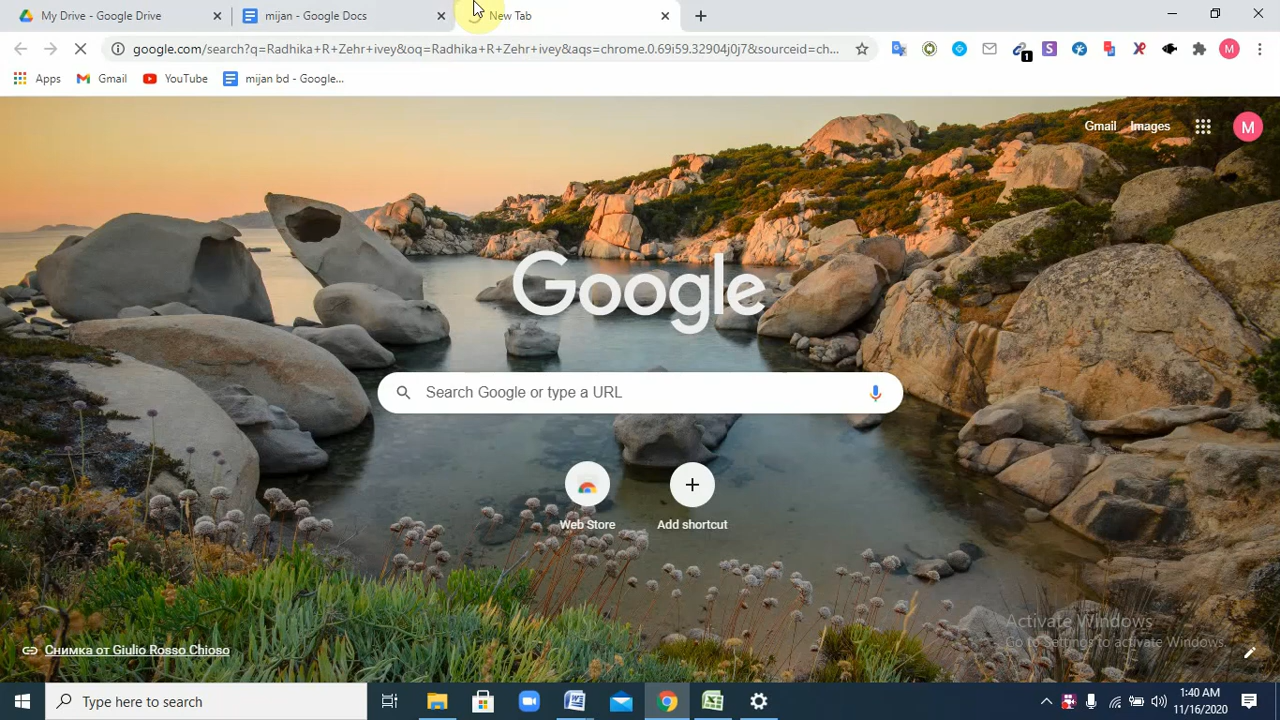 My Drive - Google Drive
mijan - Google Docs
New Tab
google.com/search?q=Radhika+R+Zehr+ivey&oq=Radhika+R+Zehr+ivey&aqs=chrome.0.69i59.32904j0j7&sourceid=ch...
1
S
M
Apps
Gmail
YouTube
mijan bd - Google...
Gmail
Images
M
Google
Search Google or type a URL
Web Store
Add shortcut
Activate Windows
Go to Settings to activate Windows.
Снимка от Giulio Rosso Chioso
Type here to search
1:40 AM
11/16/2020